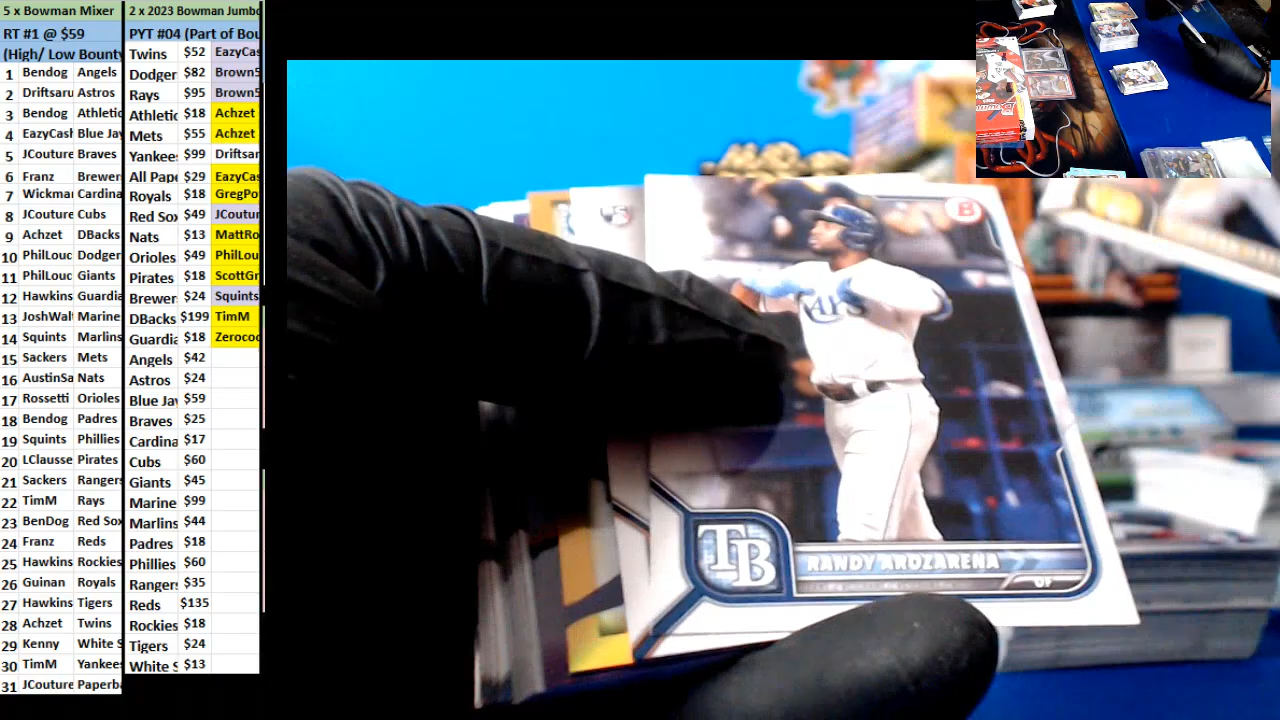 5 x Bowman Mixer
RT #1 @ $59
(High/ Low Bounty
1 Bendog Angels
2 Driftsaru Astros
3 Bendog Athletic
4 EazyCash Blue Jay
5 JCouture Braves
6 Franz Brewer
7 Wickman Cardina
8 JCouture Cubs
9 Achzet DBacks
10 PhilLouc Dodger
11 PhilLouc Giants
12 Hawkins Guardia
13 JoshWalt Marine
14 Squints Marlins
15 Sackers Mets
16 AustinSa Nats
17 Rossetti Orioles
18 Bendog Padres
19 Squints Phillies
20 LClausse Pirates
21 Sackers Rangers
22 TimM Rays
23 BenDog Red Sox
24 Franz Reds
25 Hawkins Rockies
26 Guinan Royals
27 Hawkins Tigers
28 Achzet Twins
29 Kenny White S
30 TimM Yankee
31 JCouture Paperb
2 x 2023 Bowman Jumbo
PYT #04 (Part of Bou
Twins $52 EazyCas
Dodger $82 Brown5
Rays $95 Brown5
Athletic $18 Achzet
Mets $55 Achzet
Yankee $99 Driftsar
All Pape $29 EazyCas
Royals $18 GregPo
Red Sox $49 JCoutur
Nats $13 MattRo
Orioles $49 PhilLou
Pirates $18 ScottGr
Brewer $24 Squints
DBacks $199 TimM
Guardia $18 Zerocoo
Angels $42
Astros $24
Blue Jay $59
Braves $25
Cardina $17
Cubs $60
Giants $45
Marine $99
Marlins $44
Padres $18
Phillies $60
Ranger $35
Reds $135
Rockies $18
Tigers $24
White S $13
B
RAYS
TB
RANDY AROZARENA
OF